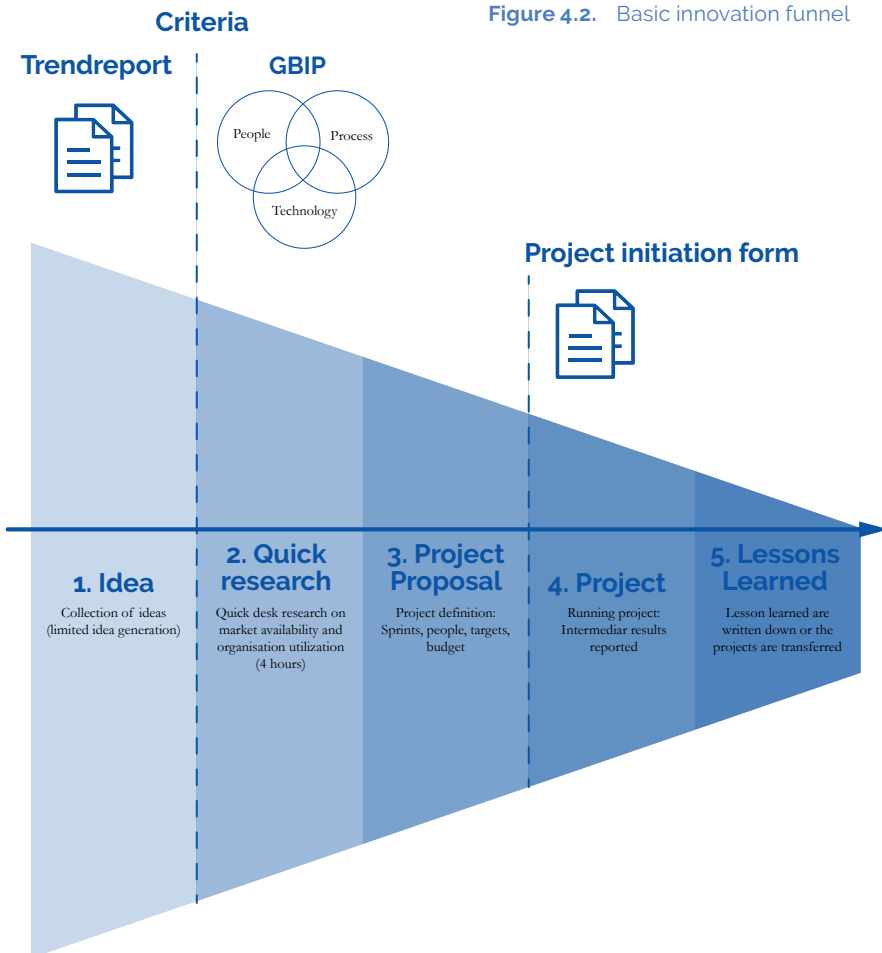 Figure 4.2. Basic innovation funnel
Criteria
Trendreport
GBIP
People
Process
Technology
Project initiation form
1. Idea
Collection of ideas
(limited idea generation)
2. Quick
research
Quick desk research on
market availability and
organisation utilization
(4 hours)
3. Project
Proposal
Project definition:
Sprints, people, targets,
budget
4. Project
Running project:
Intermediar results
reported
5. Lessons
Learned
Lesson learned are
written down or the
projects are transferred